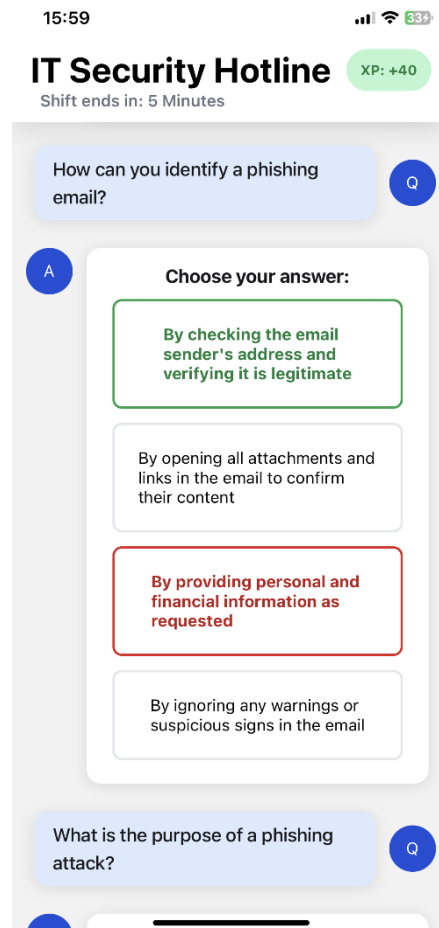 15:59
33
IT Security Hotline
XP: +40
Shift ends in: 5 Minutes
How can you identify a phishing
email?
Q
A
Choose your answer:
By checking the email
sender's address and
verifying it is legitimate
By opening all attachments and
links in the email to confirm
their content
By providing personal and
financial information as
requested
By ignoring any warnings or
suspicious signs in the email
What is the purpose of a phishing
attack?
Q